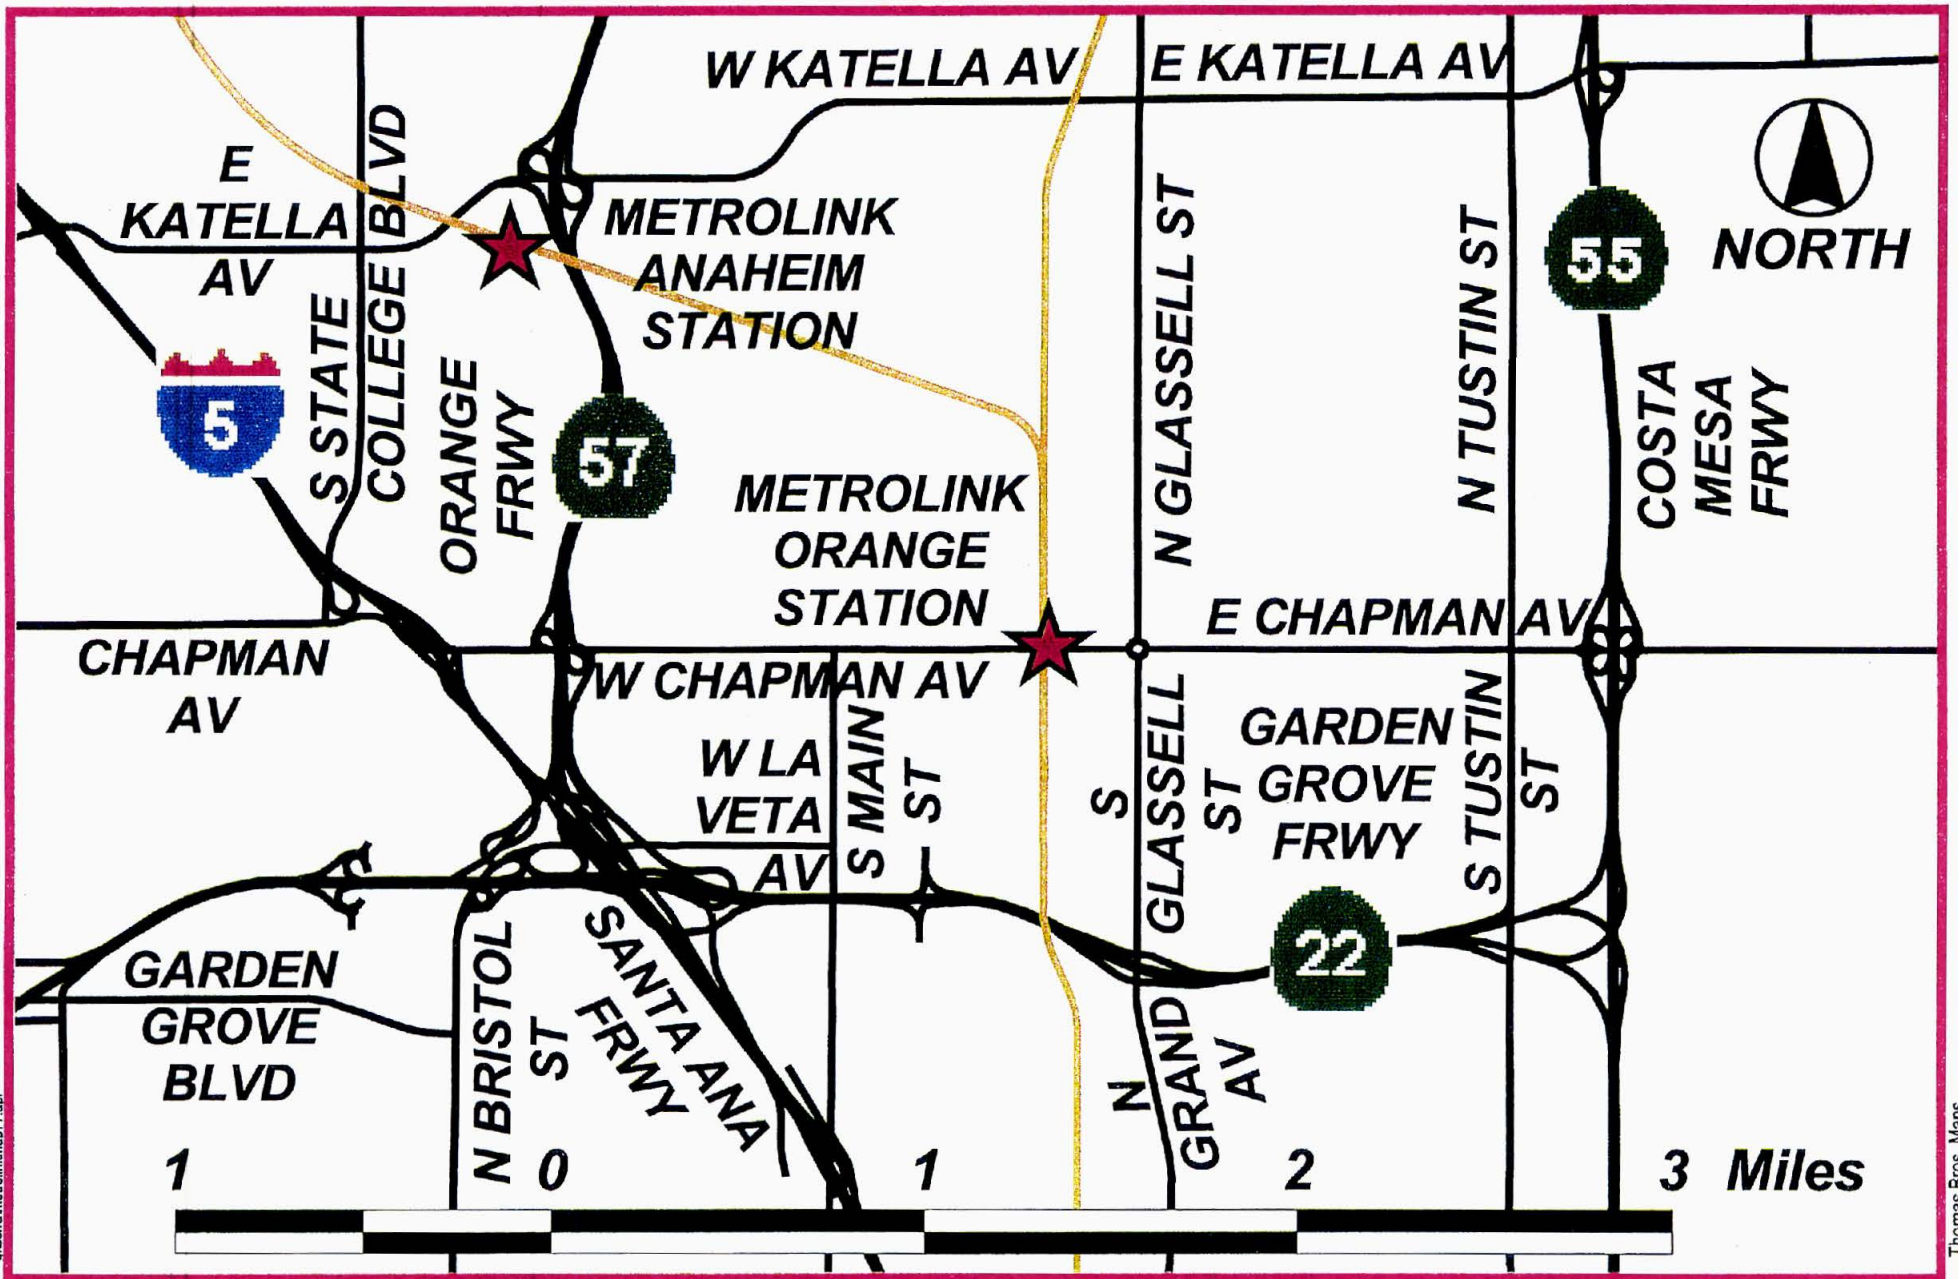 W KATELLA AV
E KATELLA AV
E
KATELLA
AV
S STATE
COLLEGE BLVD
METROLINK
ANAHEIM
STATION
N GLASSELL ST
N TUSTIN ST
55
NORTH
5
ORANGE
FRWY
57
COSTA
MESA
FRWY
METROLINK
ORANGE
STATION
E CHAPMAN AV
CHAPMAN
AV
W CHAPMAN AV
W LA
VETA
AV
S MAIN
ST
S
GLASSELL
ST
GARDEN
GROVE
FRWY
S TUSTIN
ST
22
GARDEN
GROVE
BLVD
N BRISTOL
ST
SANTA ANA
FRWY
N
GRAND
AV
1 0 1 2 3 Miles
Thomas Bros. Maps